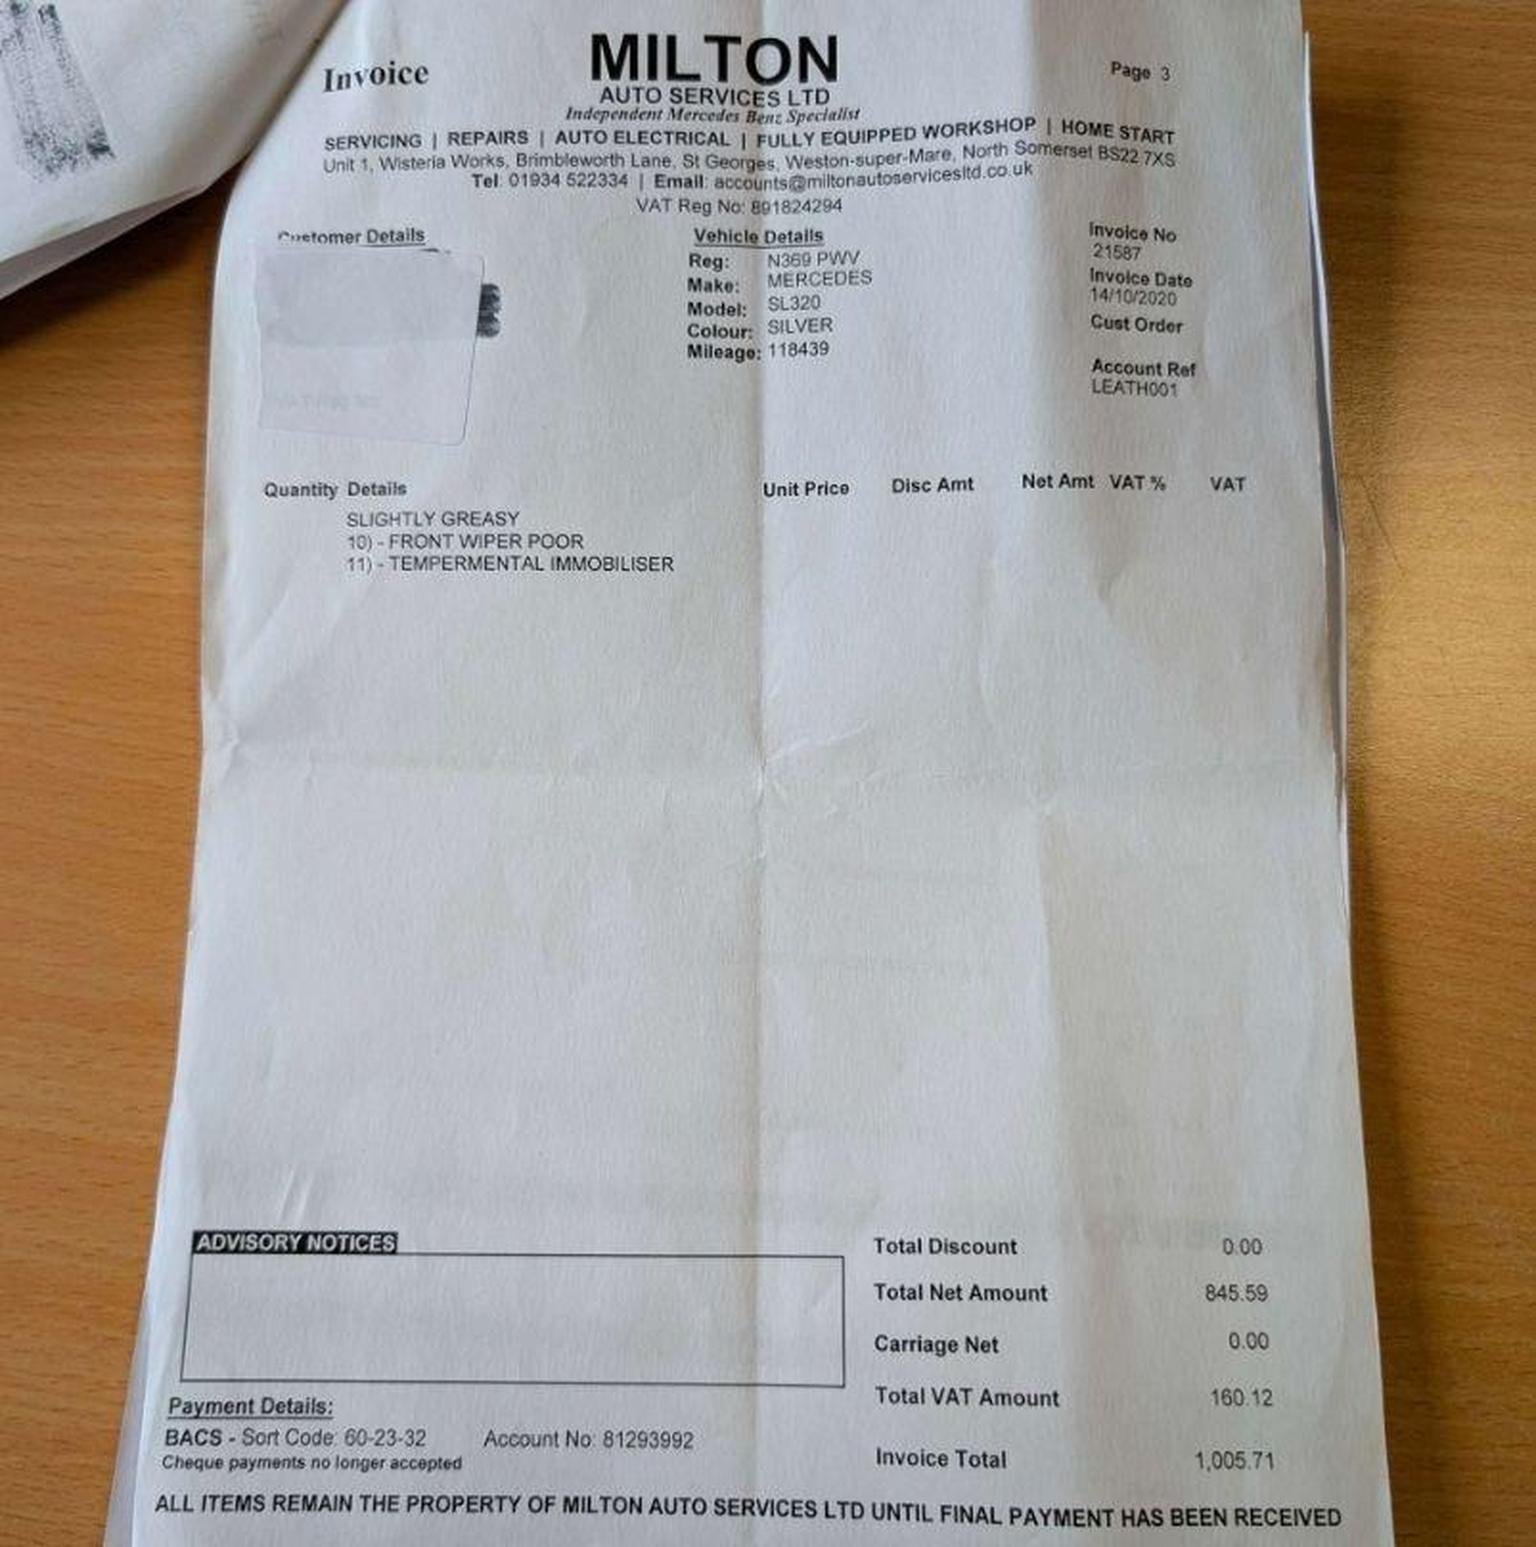 Invoice
MILTON
Page 3
AUTO SERVICES LTD
Independent Mercedes Benz Specialist
SERVICING | REPAIRS | AUTO ELECTRICAL | FULLY EQUIPPED WORKSHOP | HOME START
Unit 1, Wisteria Works, Brimbleworth Lane, St Georges, Weston-super-Mare, North Somerset BS22 7XS
Tel: 01934 522334 | Email: accounts@miltonautoservicesltd.co.uk
VAT Reg No: 891824294
Customer Details
Vehicle Details
Reg: N369 PWV
Make: MERCEDES
Model: SL320
Colour: SILVER
Mileage: 118439
Invoice No
21587
Invoice Date
14/10/2020
Cust Order
Account Ref
LEATH001
Quantity Details Unit Price Disc Amt Net Amt VAT % VAT
SLIGHTLY GREASY
10) - FRONT WIPER POOR
11) - TEMPERMENTAL IMMOBILISER
ADVISORY NOTICES
Total Discount 0.00
Total Net Amount 845.59
Carriage Net 0.00
Total VAT Amount 160.12
Invoice Total 1,005.71
Payment Details:
BACS - Sort Code: 60-23-32 Account No: 81293992
Cheque payments no longer accepted
ALL ITEMS REMAIN THE PROPERTY OF MILTON AUTO SERVICES LTD UNTIL FINAL PAYMENT HAS BEEN RECEIVED